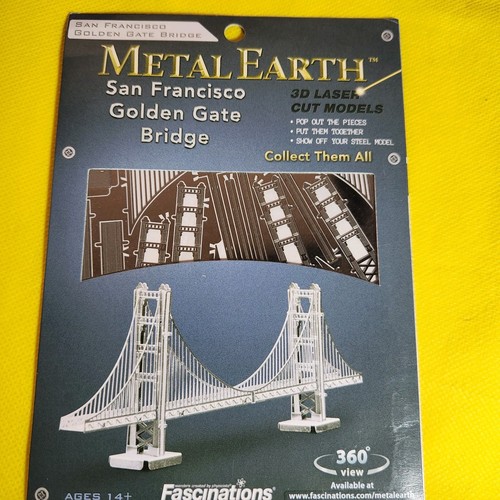 SAN FRANCISCO
GOLDEN GATE BRIDGE
METAL EARTH™
San Francisco
Golden Gate
Bridge
3D LASER
CUT MODELS
• POP OUT THE PIECES
• PUT THEM TOGETHER
• SHOW OFF YOUR STEEL MODEL
Collect Them All
360°
view
Available at
www.fascinations.com/metalearth
AGES 14+
Fascinations®